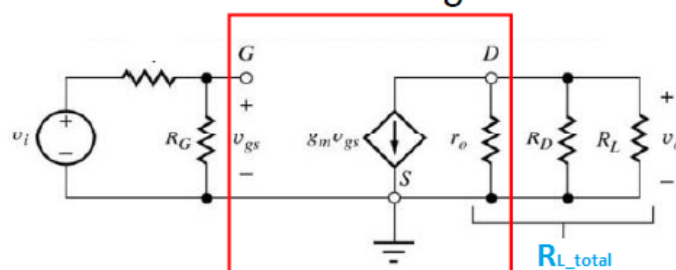 G
D
+
+
+
v_i
−
R_G
v_gs
g_m v_gs
r_o
R_D
R_L
−
S
−
R_L_total